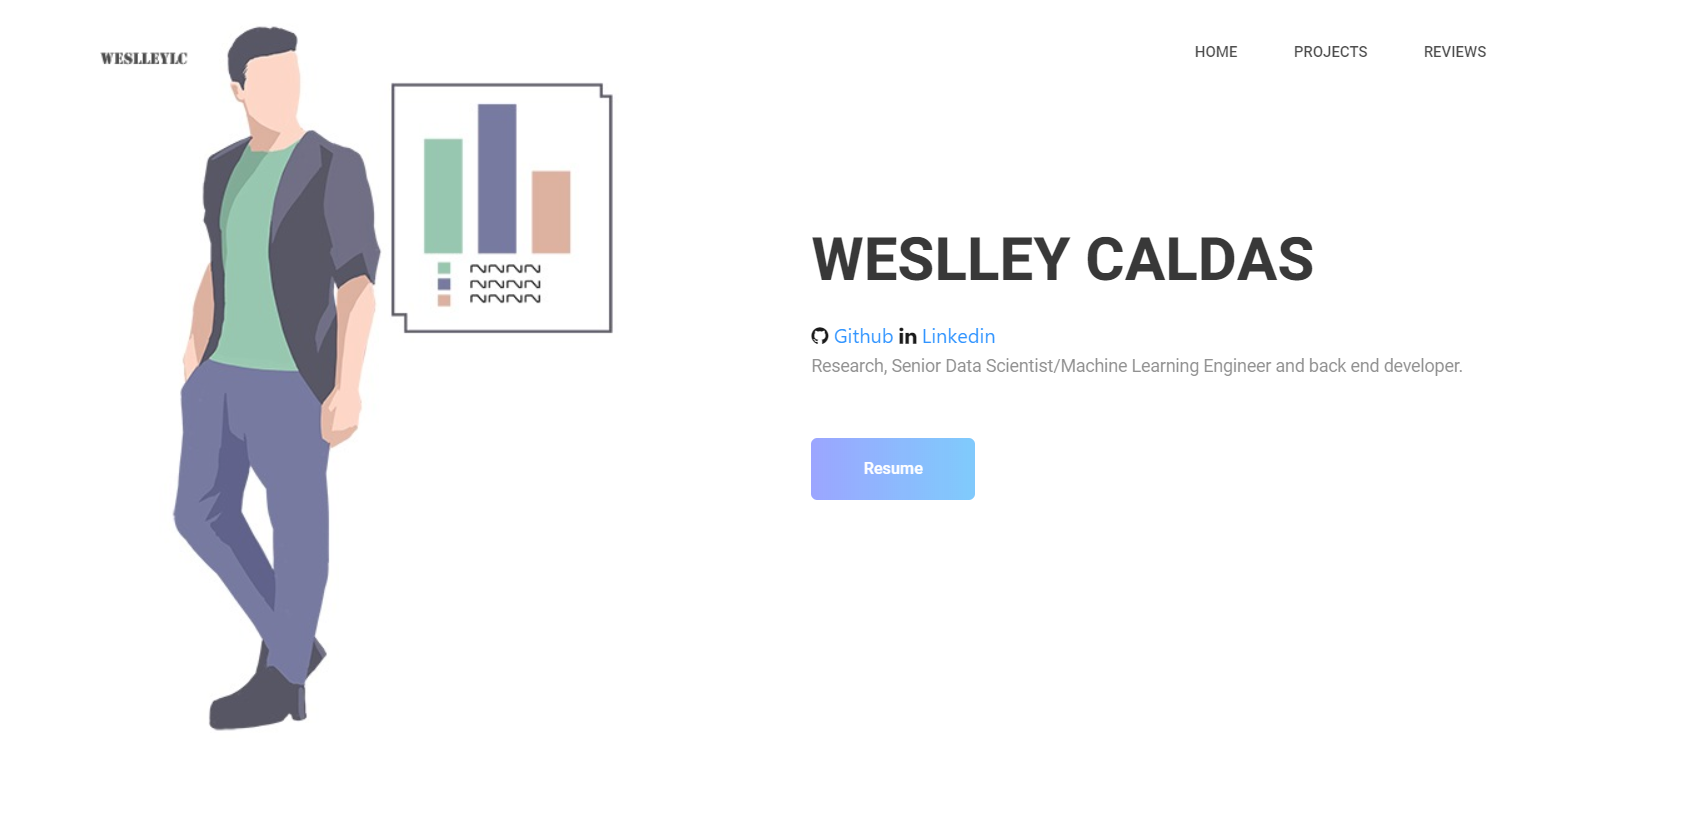 WESLLEYLC
HOME PROJECTS REVIEWS
WESLLEY CALDAS
Github Linkedin
Research, Senior Data Scientist/Machine Learning Engineer and back end developer.
Resume